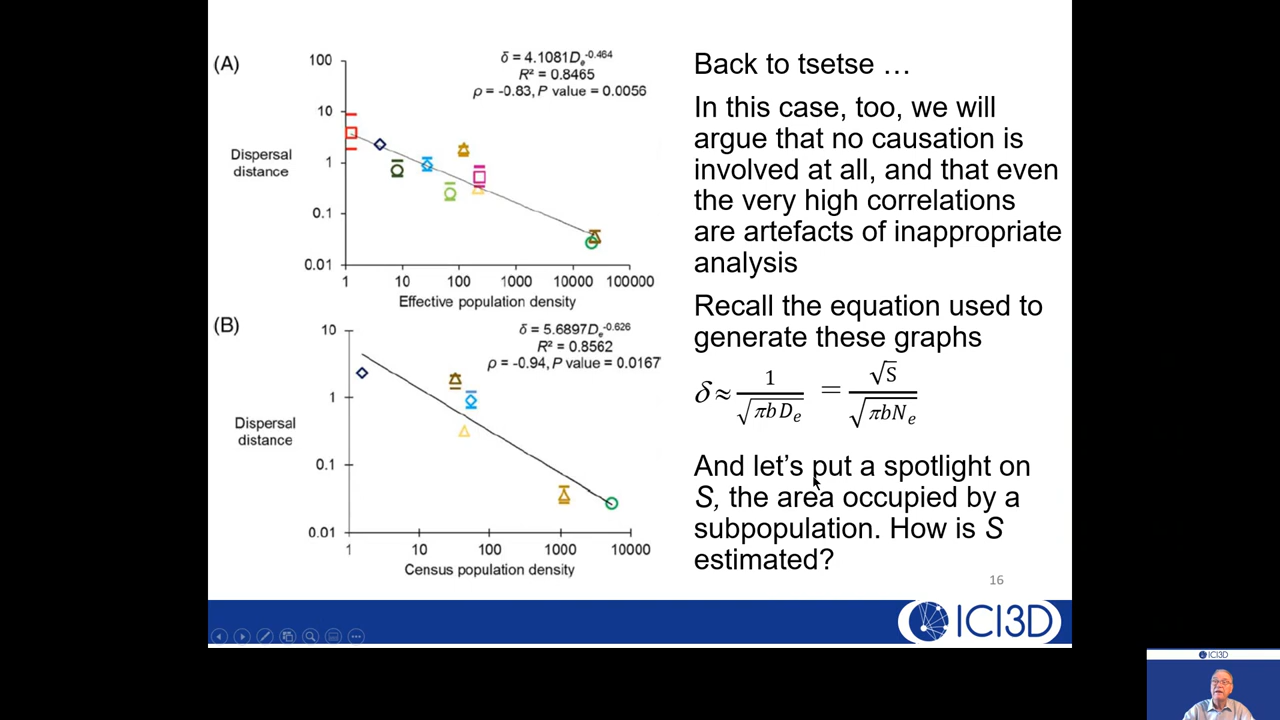 (A)
δ = 4.1081Dₑ^-0.464
R² = 0.8465
ρ = -0.83, P value = 0.0056
100
10
1
0.1
0.01
Dispersal
distance
1 10 100 1000 10000 100000
Effective population density
(B)
δ = 5.6897Dₑ^-0.626
R² = 0.8562
ρ = -0.94, P value = 0.0167
10
1
0.1
0.01
Dispersal
distance
1 10 100 1000 10000
Census population density
Back to tsetse …
In this case, too, we will
argue that no causation is
involved at all, and that even
the very high correlations
are artefacts of inappropriate
analysis
Recall the equation used to
generate these graphs
δ ≈ 1/√(πbDₑ) = √S/√(πbNₑ)
And let's put a spotlight on
S, the area occupied by a
subpopulation. How is S
estimated?
16
ICI3D
ICI3D